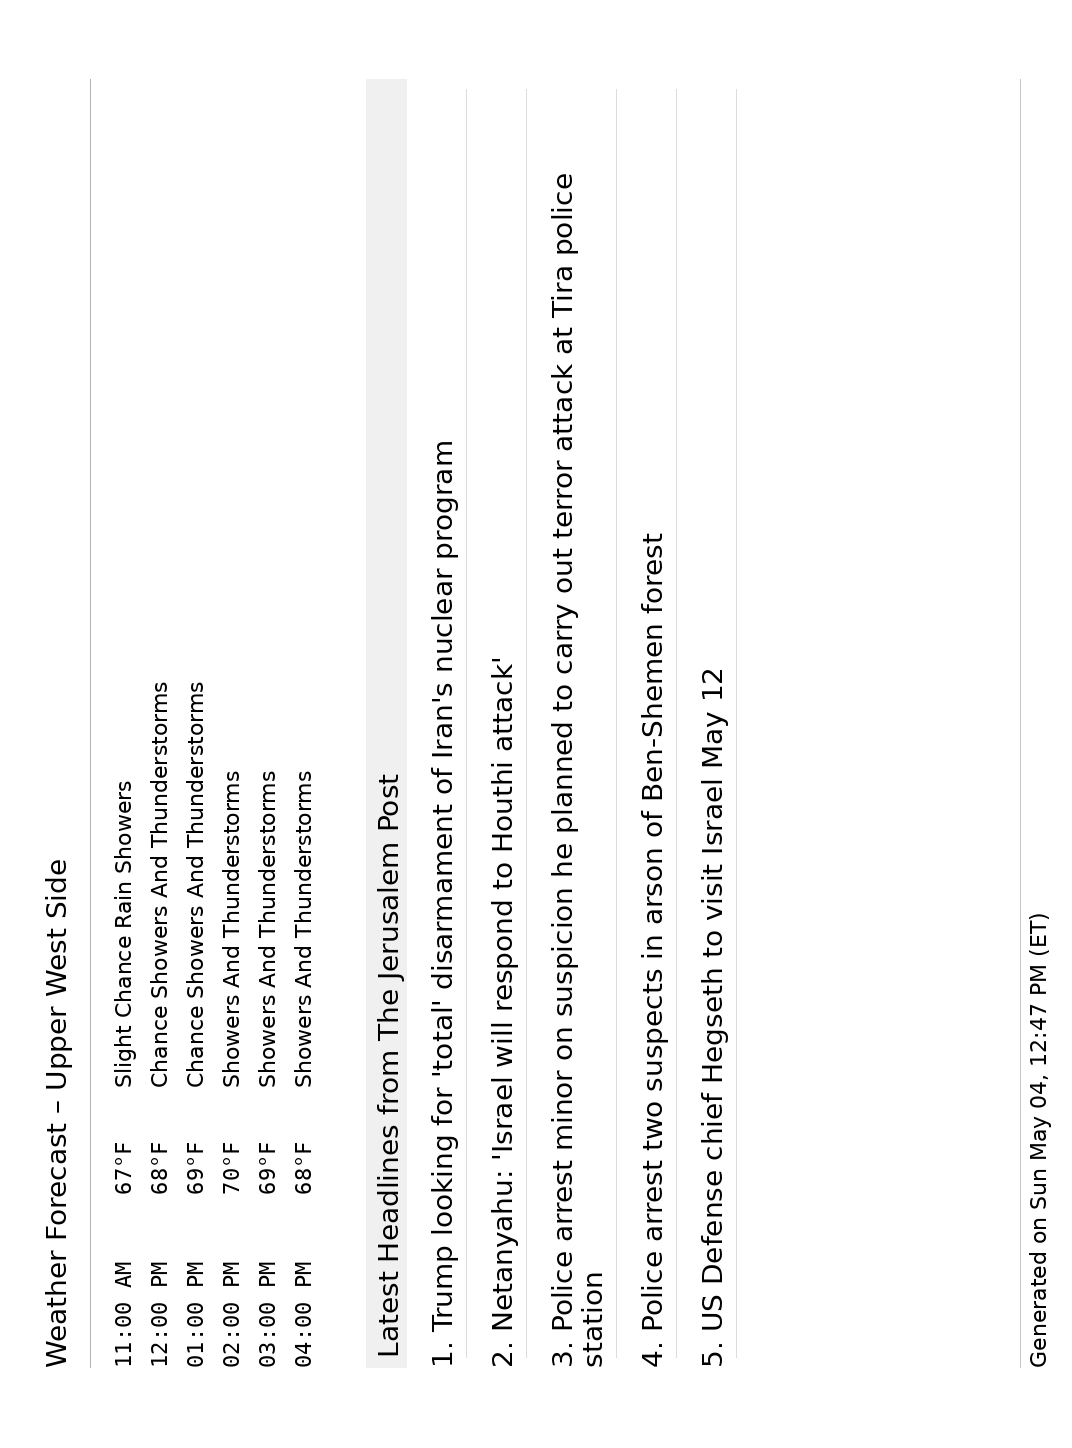 Weather Forecast – Upper West Side
11:00 AM 67°F Slight Chance Rain Showers
12:00 PM 68°F Chance Showers And Thunderstorms
01:00 PM 69°F Chance Showers And Thunderstorms
02:00 PM 70°F Showers And Thunderstorms
03:00 PM 69°F Showers And Thunderstorms
04:00 PM 68°F Showers And Thunderstorms
Latest Headlines from The Jerusalem Post
1. Trump looking for 'total' disarmament of Iran's nuclear program
2. Netanyahu: 'Israel will respond to Houthi attack'
3. Police arrest minor on suspicion he planned to carry out terror attack at Tira police
station
4. Police arrest two suspects in arson of Ben-Shemen forest
5. US Defense chief Hegseth to visit Israel May 12
Generated on Sun May 04, 12:47 PM (ET)